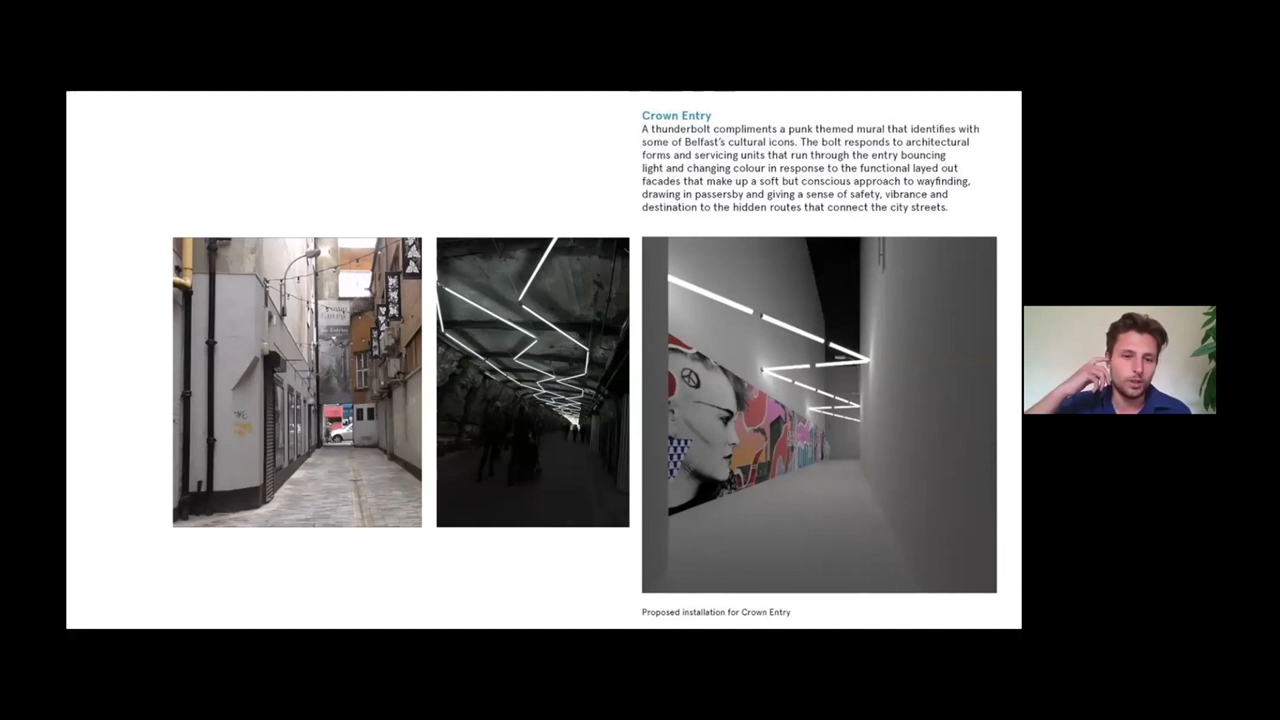 Crown Entry
A thunderbolt compliments a punk themed mural that identifies with
some of Belfast's cultural icons. The bolt responds to architectural
forms and servicing units that run through the entry bouncing
light and changing colour in response to the functional layed out
facades that make up a soft but conscious approach to wayfinding,
drawing in passersby and giving a sense of safety, vibrance and
destination to the hidden routes that connect the city streets.
Proposed installation for Crown Entry